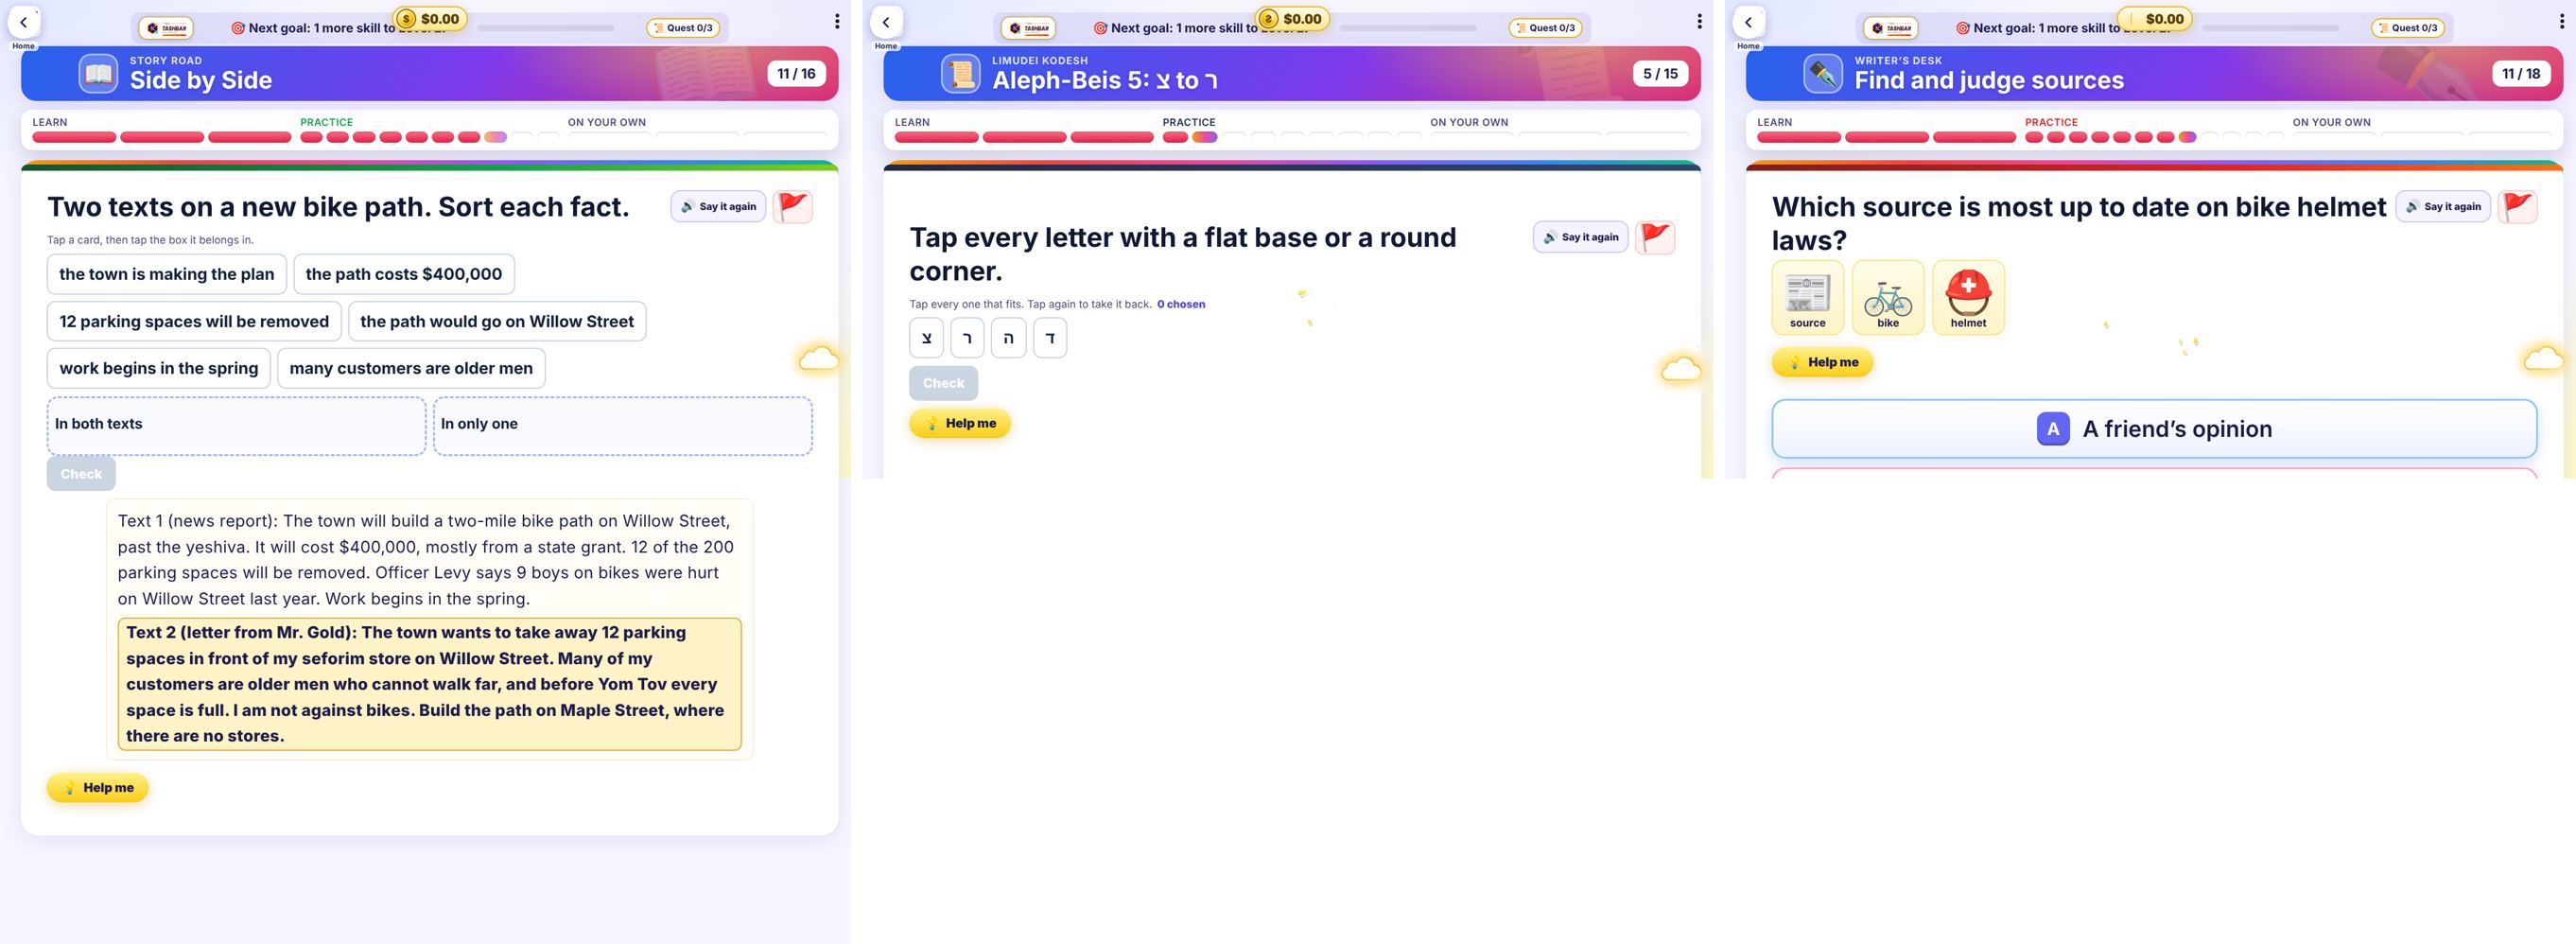 Home
TASHBAR
🎯 Next goal: 1 more skill to
$0.00
Quest 0/3
STORY ROAD
Side by Side
11 / 16
LEARN
PRACTICE
ON YOUR OWN
Two texts on a new bike path. Sort each fact.
Say it again
Tap a card, then tap the box it belongs in.
the town is making the plan
the path costs $400,000
12 parking spaces will be removed
the path would go on Willow Street
work begins in the spring
many customers are older men
In both texts
In only one
Check
Text 1 (news report): The town will build a two-mile bike path on Willow Street,
past the yeshiva. It will cost $400,000, mostly from a state grant. 12 of the 200
parking spaces will be removed. Officer Levy says 9 boys on bikes were hurt
on Willow Street last year. Work begins in the spring.
Text 2 (letter from Mr. Gold): The town wants to take away 12 parking
spaces in front of my seforim store on Willow Street. Many of my
customers are older men who cannot walk far, and before Yom Tov every
space is full. I am not against bikes. Build the path on Maple Street, where
there are no stores.
Help me
Home
TASHBAR
🎯 Next goal: 1 more skill to
$0.00
Quest 0/3
LIMUDEI KODESH
Aleph-Beis 5: צ to ר
5 / 15
LEARN
PRACTICE
ON YOUR OWN
Tap every letter with a flat base or a round
corner.
Say it again
Tap every one that fits. Tap again to take it back. 0 chosen
צ
ר
ה
ד
Check
Help me
Home
TASHBAR
🎯 Next goal: 1 more skill to
$0.00
Quest 0/3
WRITER'S DESK
Find and judge sources
11 / 18
LEARN
PRACTICE
ON YOUR OWN
Which source is most up to date on bike helmet
laws?
Say it again
source
bike
helmet
Help me
A
A friend’s opinion